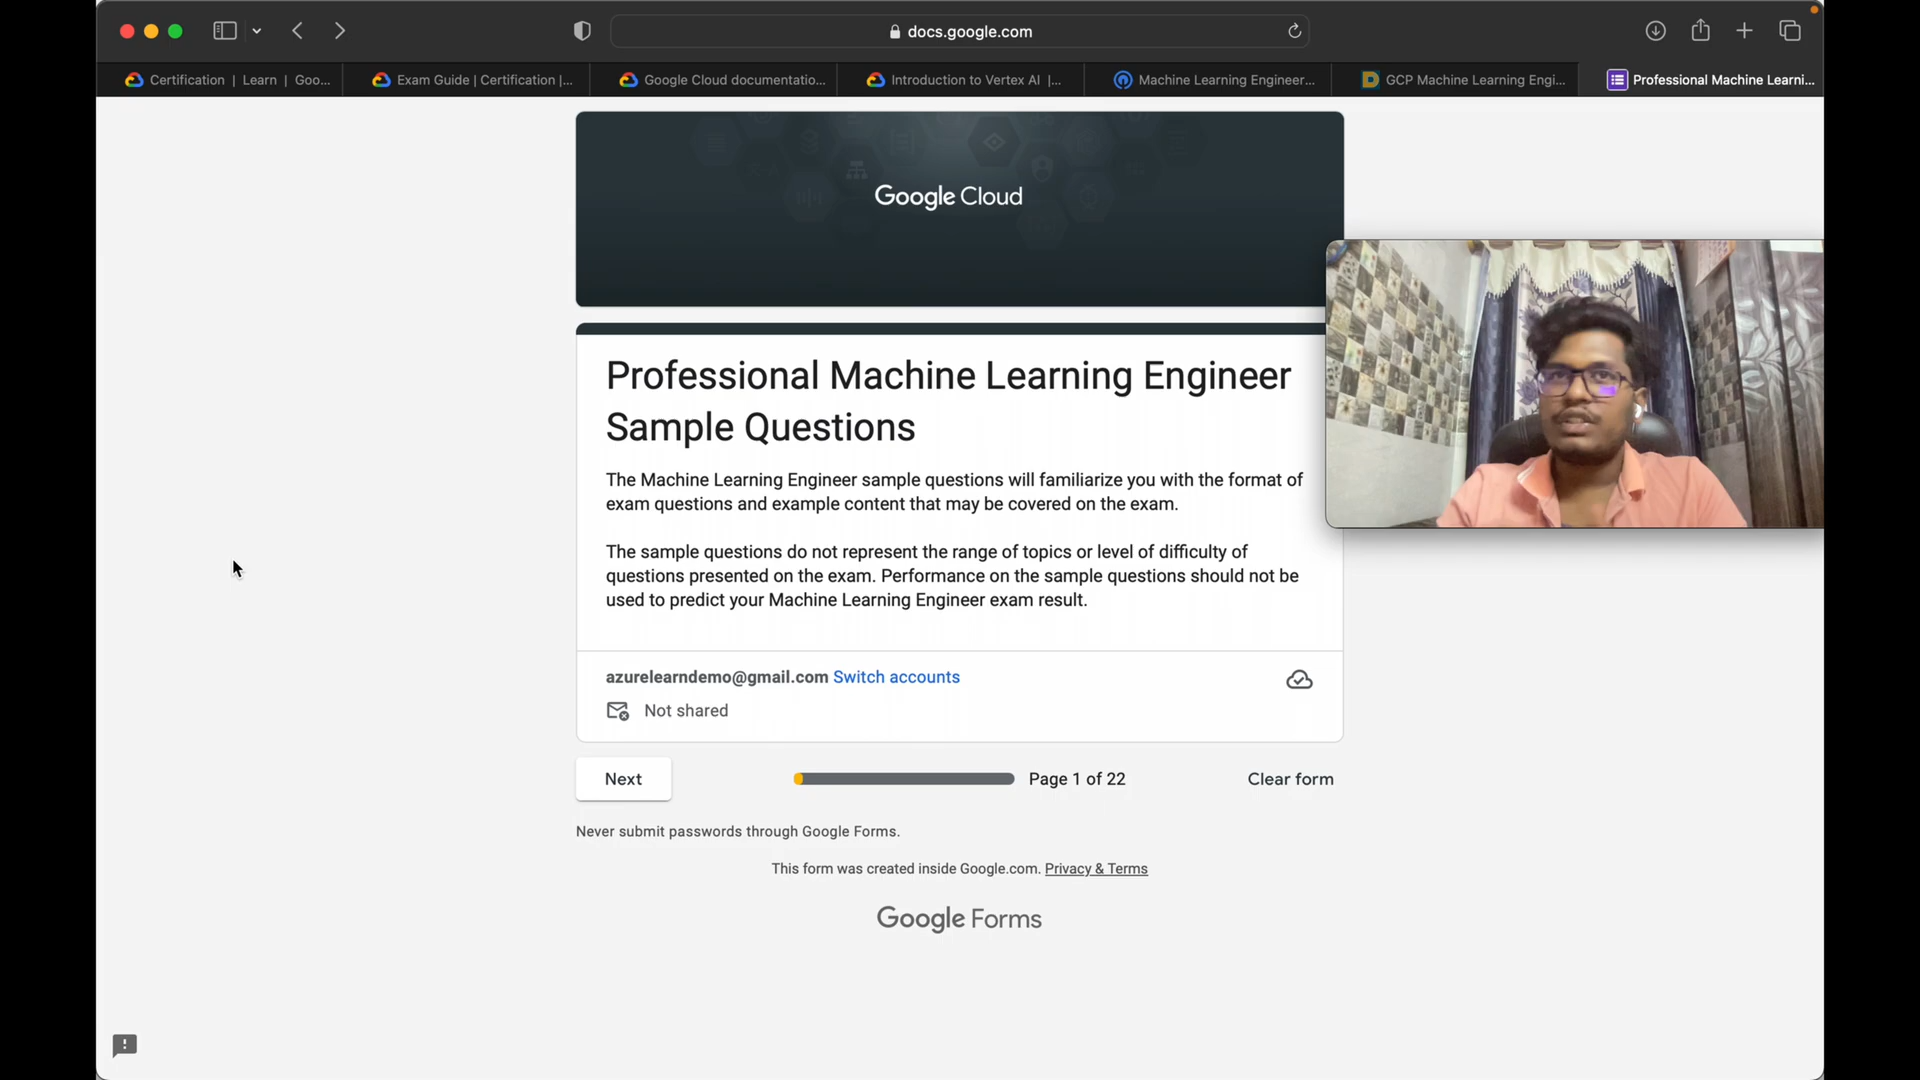 docs.google.com
Certification | Learn | Goo...
Exam Guide | Certification |...
Google Cloud documentatio...
Introduction to Vertex AI |...
Machine Learning Engineer...
GCP Machine Learning Engi...
Professional Machine Learni...
Google Cloud
Professional Machine Learning Engineer
Sample Questions
The Machine Learning Engineer sample questions will familiarize you with the format of
exam questions and example content that may be covered on the exam.
The sample questions do not represent the range of topics or level of difficulty of
questions presented on the exam. Performance on the sample questions should not be
used to predict your Machine Learning Engineer exam result.
azurelearndemo@gmail.com Switch accounts
Not shared
Next
Page 1 of 22
Clear form
Never submit passwords through Google Forms.
This form was created inside Google.com. Privacy & Terms
Google Forms